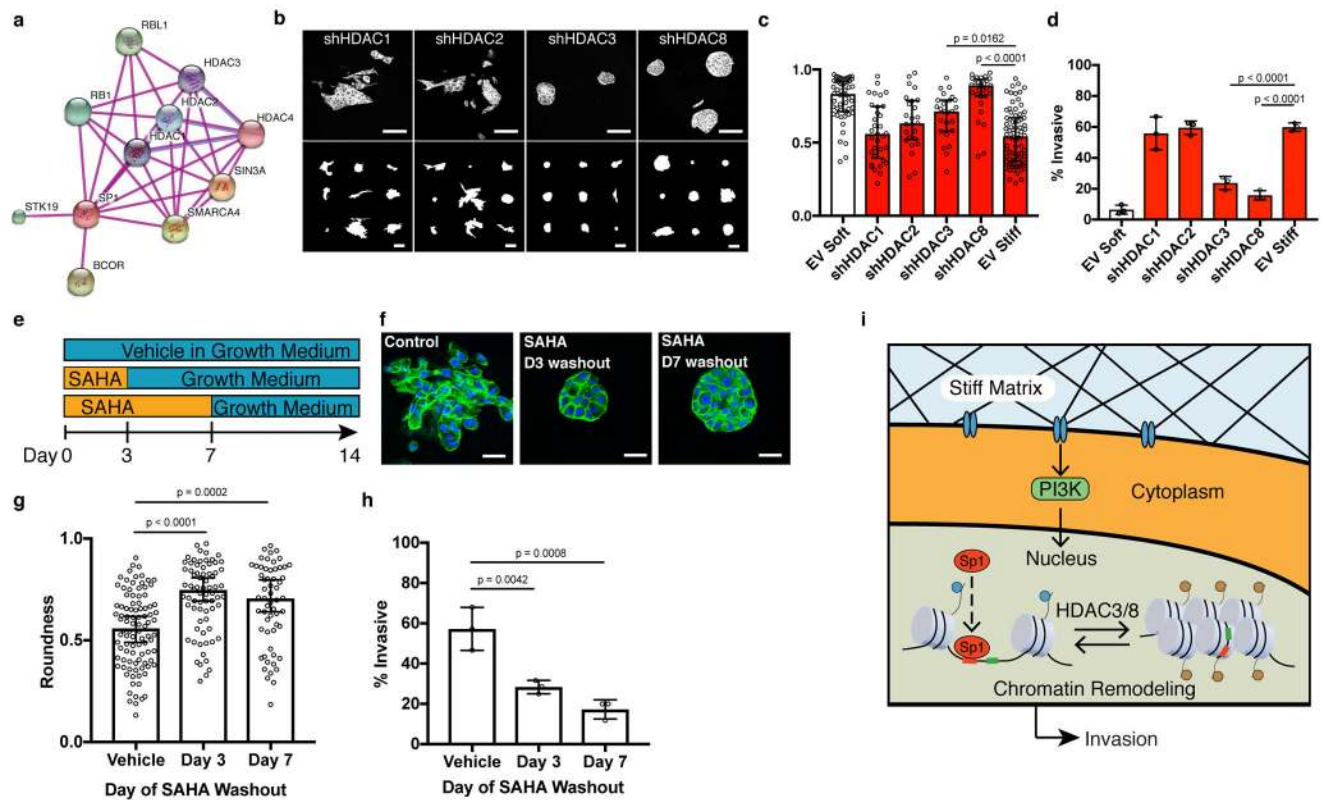 a
RBL1
HDAC3
RB1
HDAC2
HDAC4
HDAC1
SIN3A
SP1
STK19
SMARCA4
BCOR
b
shHDAC1 shHDAC2 shHDAC3 shHDAC8
c
p = 0.0162
p < 0.0001
1.0
0.5
0.0
EV Soft
shHDAC1
shHDAC2
shHDAC3
shHDAC8
EV Stiff
d
p < 0.0001
p < 0.0001
% Invasive
100
80
60
40
20
0
EV Soft
shHDAC1
shHDAC2
shHDAC3
shHDAC8
EV Stiff
e
Vehicle in Growth Medium
SAHA Growth Medium
SAHA Growth Medium
Day 0 3 7 14
f
Control
SAHA
D3 washout
SAHA
D7 washout
g
p = 0.0002
p < 0.0001
Roundness
1.0
0.5
0.0
Vehicle Day 3 Day 7
Day of SAHA Washout
h
p = 0.0008
p = 0.0042
% Invasive
100
80
60
40
20
0
Vehicle Day 3 Day 7
Day of SAHA Washout
i
Stiff Matrix
PI3K
Cytoplasm
Nucleus
Sp1
HDAC3/8
Sp1
Chromatin Remodeling
Invasion